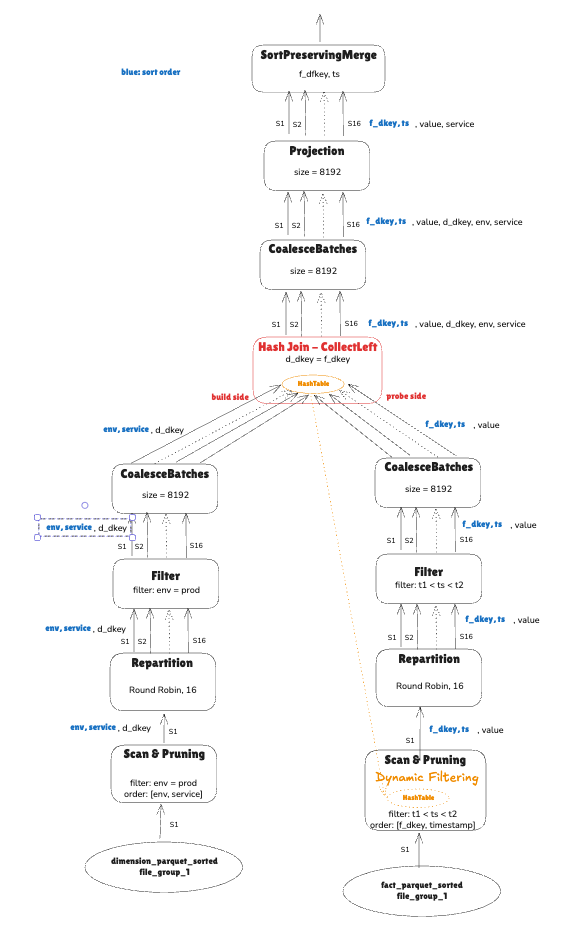 SortPreservingMerge
blue: sort order
f_dfkey, ts
S1 S2 S16 f_dkey, ts , value, service
Projection
size = 8192
S1 S2 S16 f_dkey, ts , value, d_dkey, env, service
CoalesceBatches
size = 8192
S1 S2 S16 f_dkey, ts , value, d_dkey, env, service
Hash Join - CollectLeft
d_dkey = f_dkey
HashTable
build side
probe side
env, service , d_dkey
f_dkey, ts , value
CoalesceBatches
size = 8192
CoalesceBatches
size = 8192
env, service , d_dkey
S1 S2 S16
f_dkey, ts , value
S1 S2 S16
Filter
filter: env = prod
Filter
filter: t1 < ts < t2
env, service , d_dkey
S1 S2 S16
f_dkey, ts , value
S1 S2 S16
Repartition
Round Robin, 16
Repartition
Round Robin, 16
env, service , d_dkey
S1
f_dkey, ts , value
S1
Scan & Pruning
filter: env = prod
order: [env, service]
Scan & Pruning
Dynamic Filtering
HashTable
filter: t1 < ts < t2
order: [f_dkey, timestamp]
S1
S1
dimension_parquet_sorted
file_group_1
fact_parquet_sorted
file_group_1